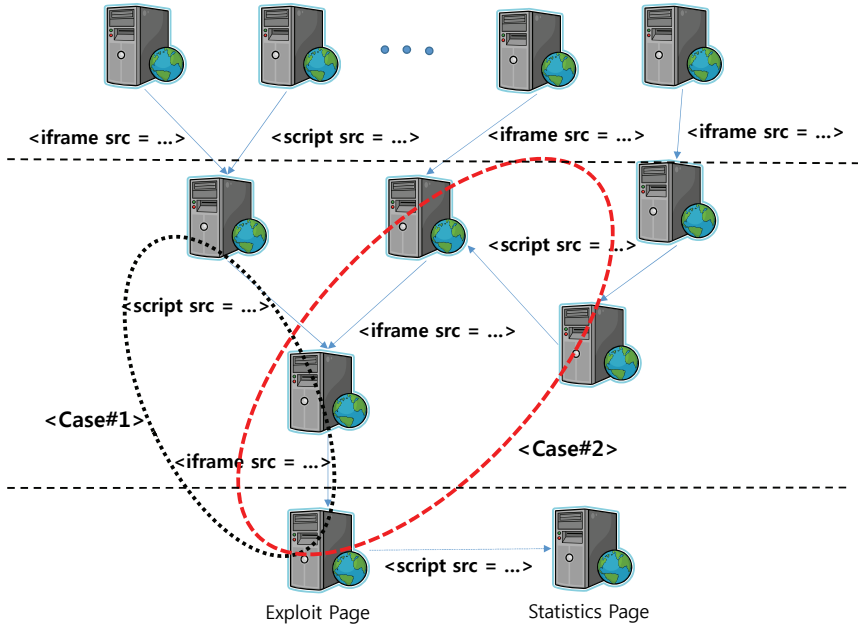 <iframe src = ...>
<script src = ...>
<iframe src = ...>
<iframe src = ...>
<script src = ...>
<script src = ...>
<iframe src = ...>
<Case#1>
<Case#2>
<iframe src = ...>
<script src = ...>
Exploit Page
Statistics Page